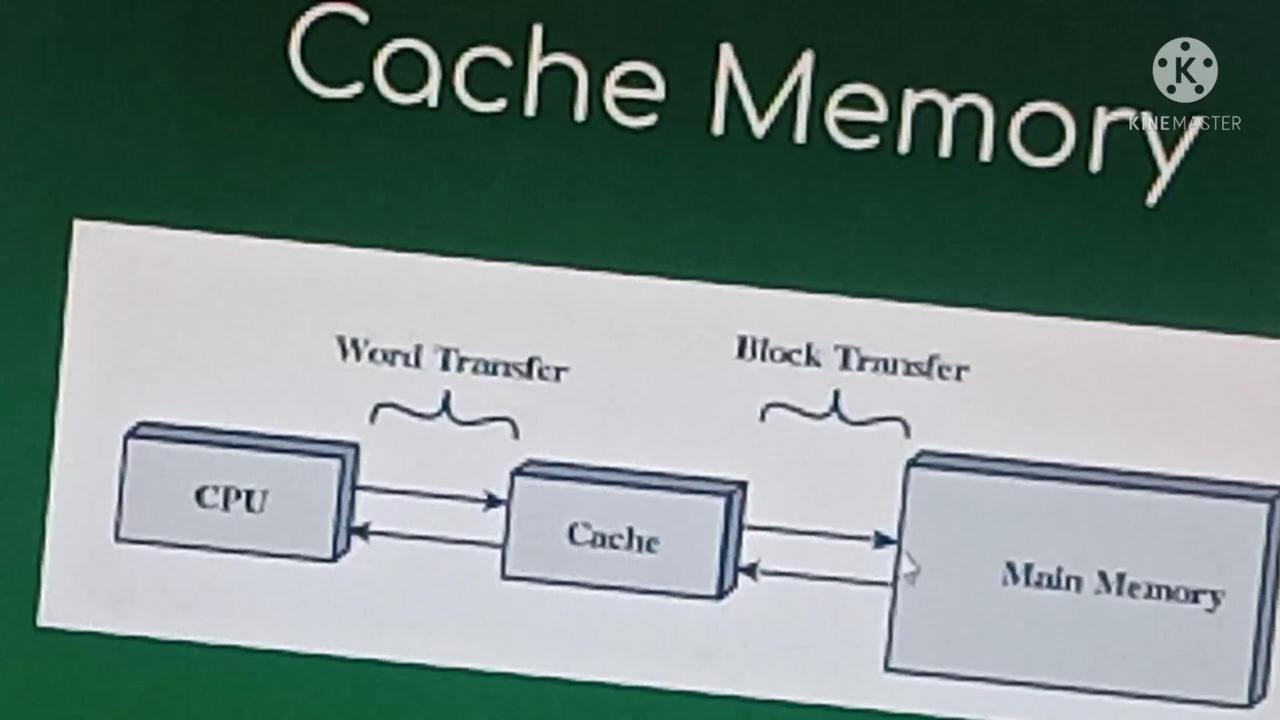 Cache Memory
K
KINEMASTER
Word Transfer
Block Transfer
CPU
Cache
Main Memory